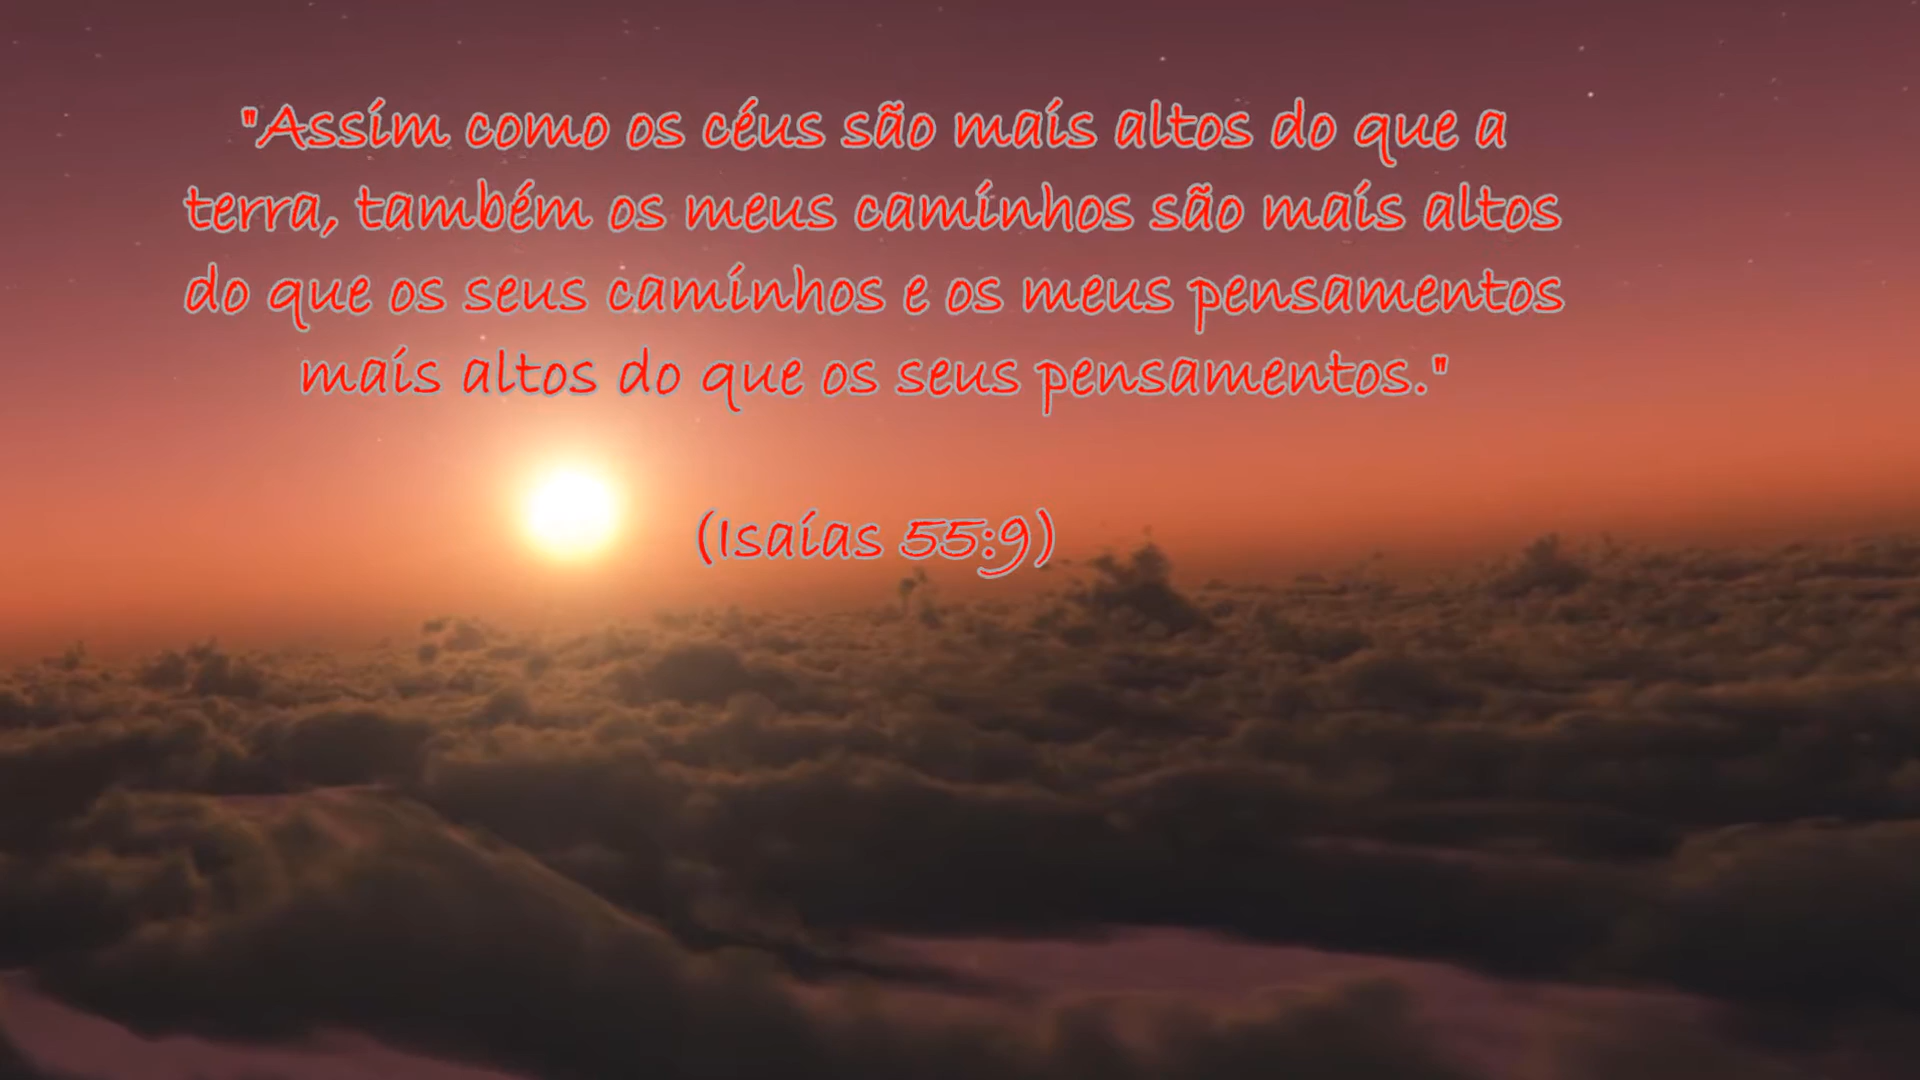 "Assim como os céus são mais altos do que a
terra, também os meus caminhos são mais altos
do que os seus caminhos e os meus pensamentos
mais altos do que os seus pensamentos."
(Isaías 55:9)